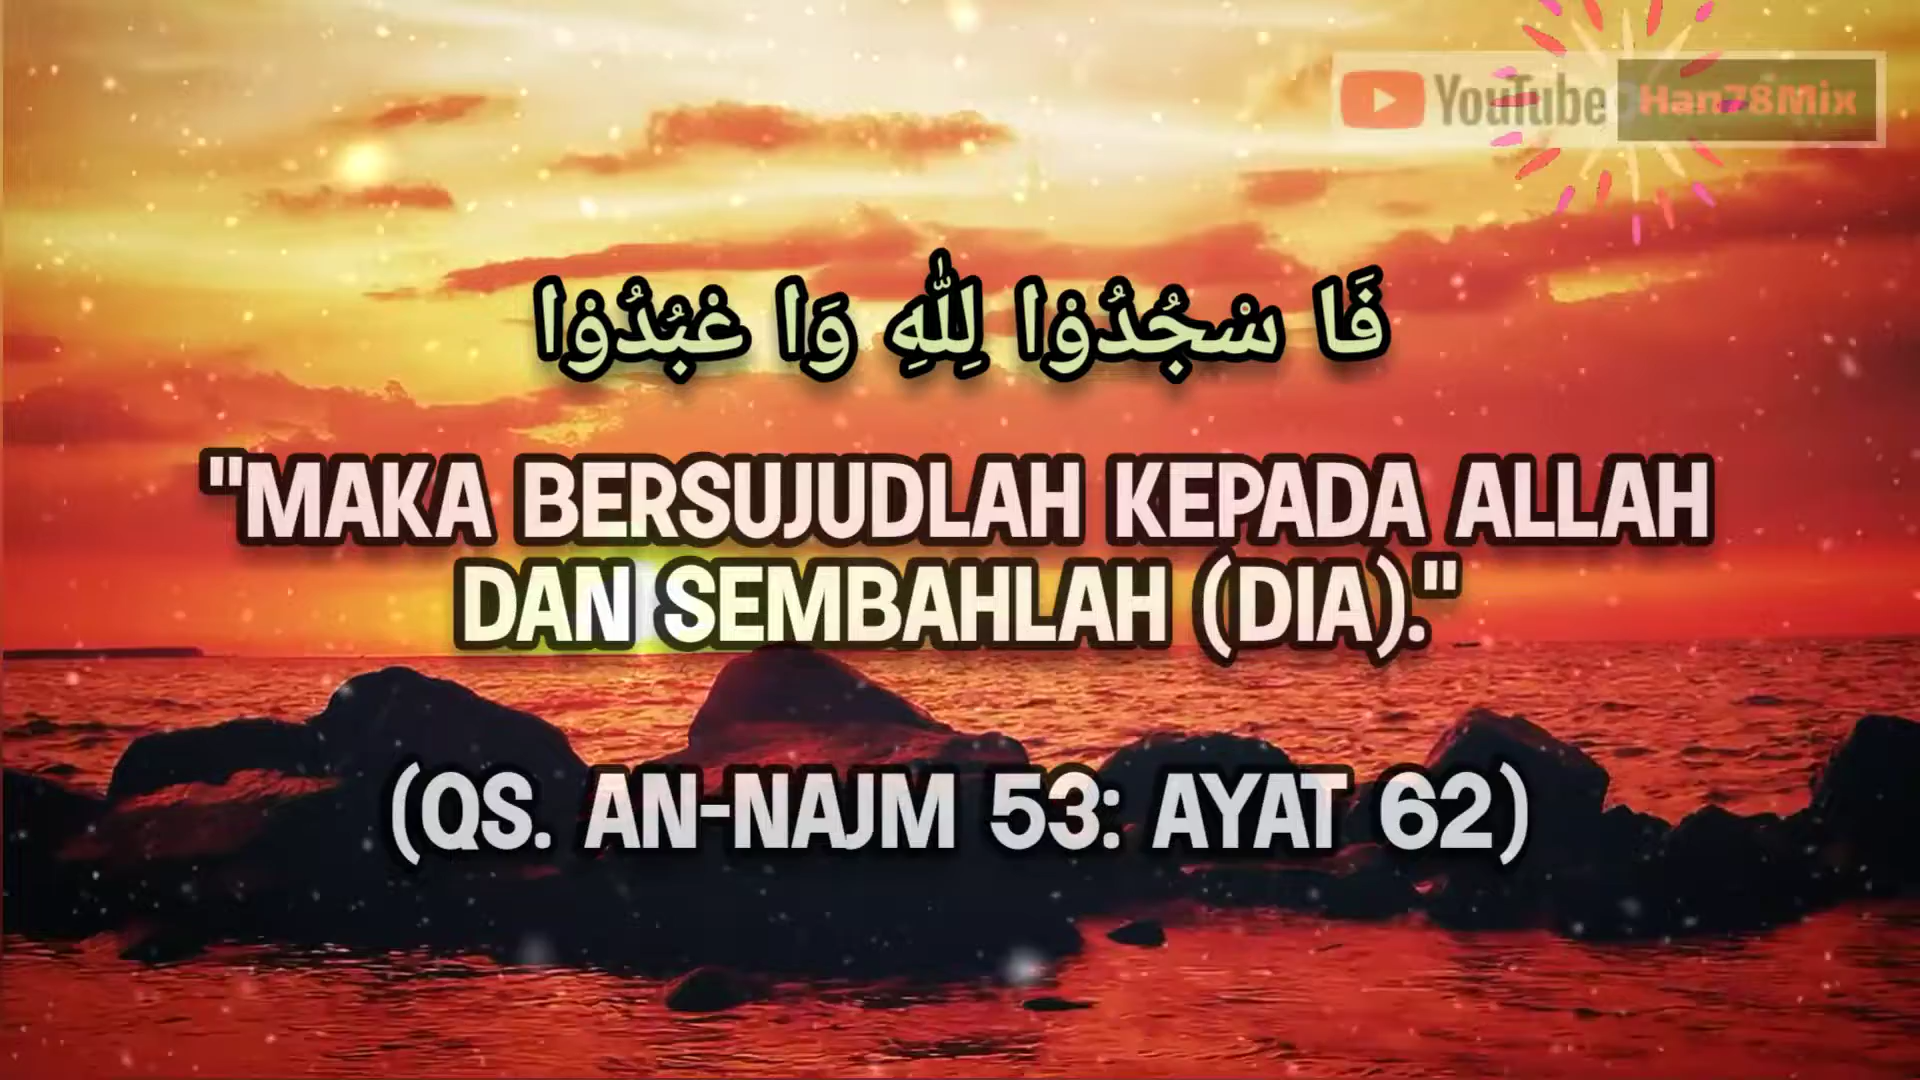 YouTube Han78Mix
فَا سْجُدُوْا لِلّٰهِ وَا عْبُدُوْا
"MAKA BERSUJUDLAH KEPADA ALLAH
DAN SEMBAHLAH (DIA)."
(QS. AN-NAJM 53: AYAT 62)